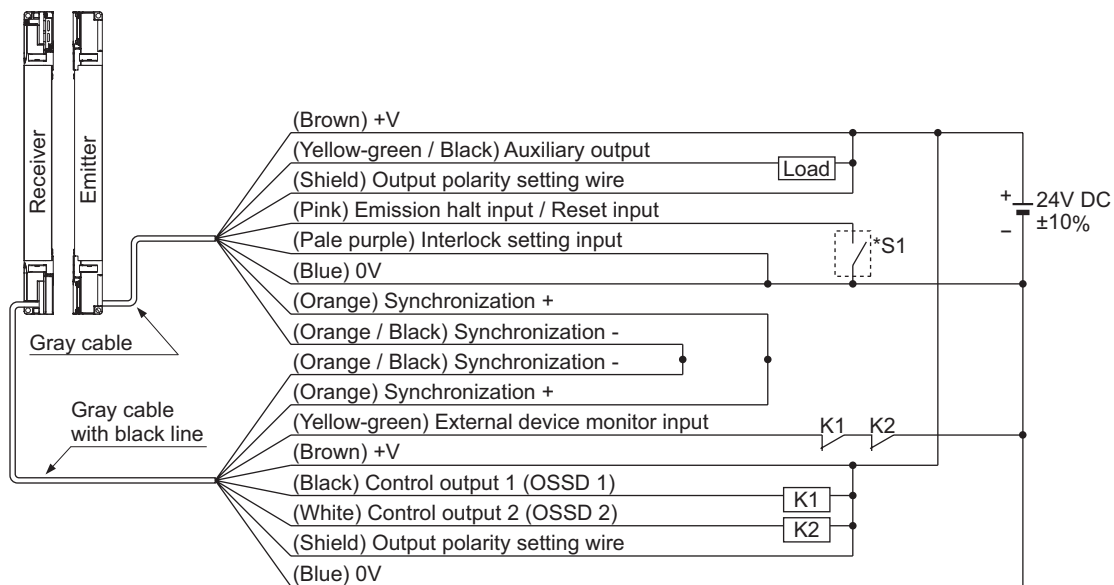 Receiver
Emitter
(Brown) +V
(Yellow-green / Black) Auxiliary output
Load
(Shield) Output polarity setting wire
(Pink) Emission halt input / Reset input
(Pale purple) Interlock setting input
*S1
(Blue) 0V
+
−
24V DC
±10%
(Orange) Synchronization +
(Orange / Black) Synchronization -
Gray cable
(Orange / Black) Synchronization -
(Orange) Synchronization +
Gray cable
with black line
(Yellow-green) External device monitor input
K1
K2
(Brown) +V
(Black) Control output 1 (OSSD 1)
K1
(White) Control output 2 (OSSD 2)
K2
(Shield) Output polarity setting wire
(Blue) 0V